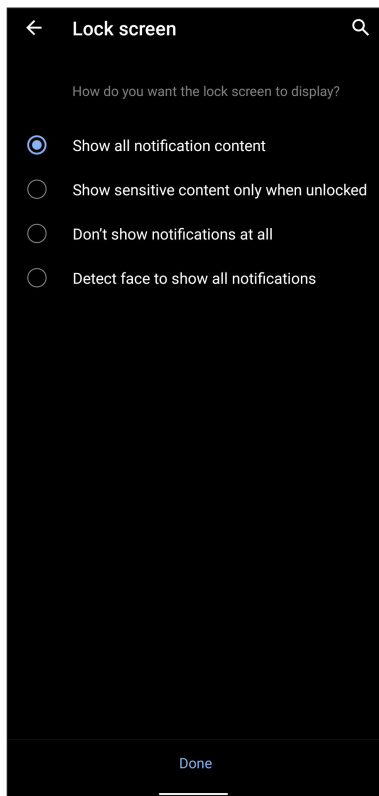 Lock screen
How do you want the lock screen to display?
Show all notification content
Show sensitive content only when unlocked
Don't show notifications at all
Detect face to show all notifications
Done